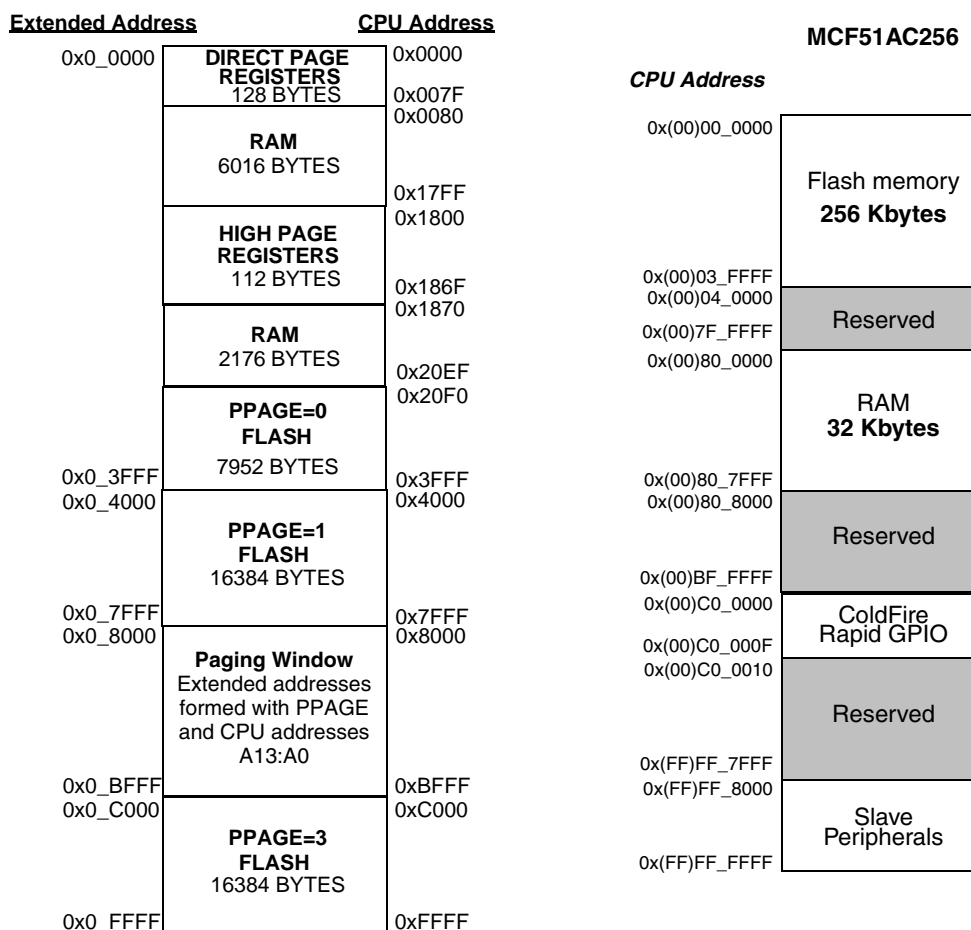 Extended Address
CPU Address
0x0_0000
DIRECT PAGE
REGISTERS
128 BYTES
0x0000
0x007F
0x0080
RAM
6016 BYTES
0x17FF
0x1800
HIGH PAGE
REGISTERS
112 BYTES
0x186F
0x1870
RAM
2176 BYTES
0x20EF
0x20F0
PPAGE=0
FLASH
7952 BYTES
0x0_3FFF
0x3FFF
0x0_4000
0x4000
PPAGE=1
FLASH
16384 BYTES
0x0_7FFF
0x7FFF
0x0_8000
0x8000
Paging Window
Extended addresses
formed with PPAGE
and CPU addresses
A13:A0
0x0_BFFF
0xBFFF
0x0_C000
0xC000
PPAGE=3
FLASH
16384 BYTES
0x0_FFFF
0xFFFF
MCF51AC256
CPU Address
0x(00)00_0000
Flash memory
256 Kbytes
0x(00)03_FFFF
0x(00)04_0000
Reserved
0x(00)7F_FFFF
0x(00)80_0000
RAM
32 Kbytes
0x(00)80_7FFF
0x(00)80_8000
Reserved
0x(00)BF_FFFF
0x(00)C0_0000
ColdFire
Rapid GPIO
0x(00)C0_000F
0x(00)C0_0010
Reserved
0x(FF)FF_7FFF
0x(FF)FF_8000
Slave
Peripherals
0x(FF)FF_FFFF